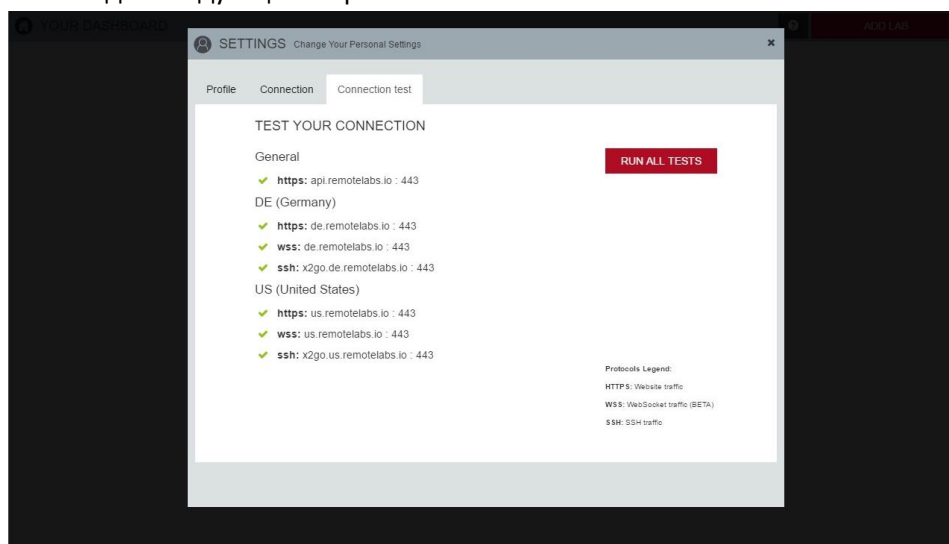 YOUR DASHBOARD
ADD LAB
SETTINGS Change Your Personal Settings
Profile Connection Connection test
TEST YOUR CONNECTION
RUN ALL TESTS
General
https: api.remotelabs.io : 443
DE (Germany)
https: de.remotelabs.io : 443
wss: de.remotelabs.io : 443
ssh: x2go.de.remotelabs.io : 443
US (United States)
https: us.remotelabs.io : 443
wss: us.remotelabs.io : 443
ssh: x2go.us.remotelabs.io : 443
Protocols Legend:
HTTPS: Website traffic
WSS: WebSocket traffic (BETA)
SSH: SSH traffic